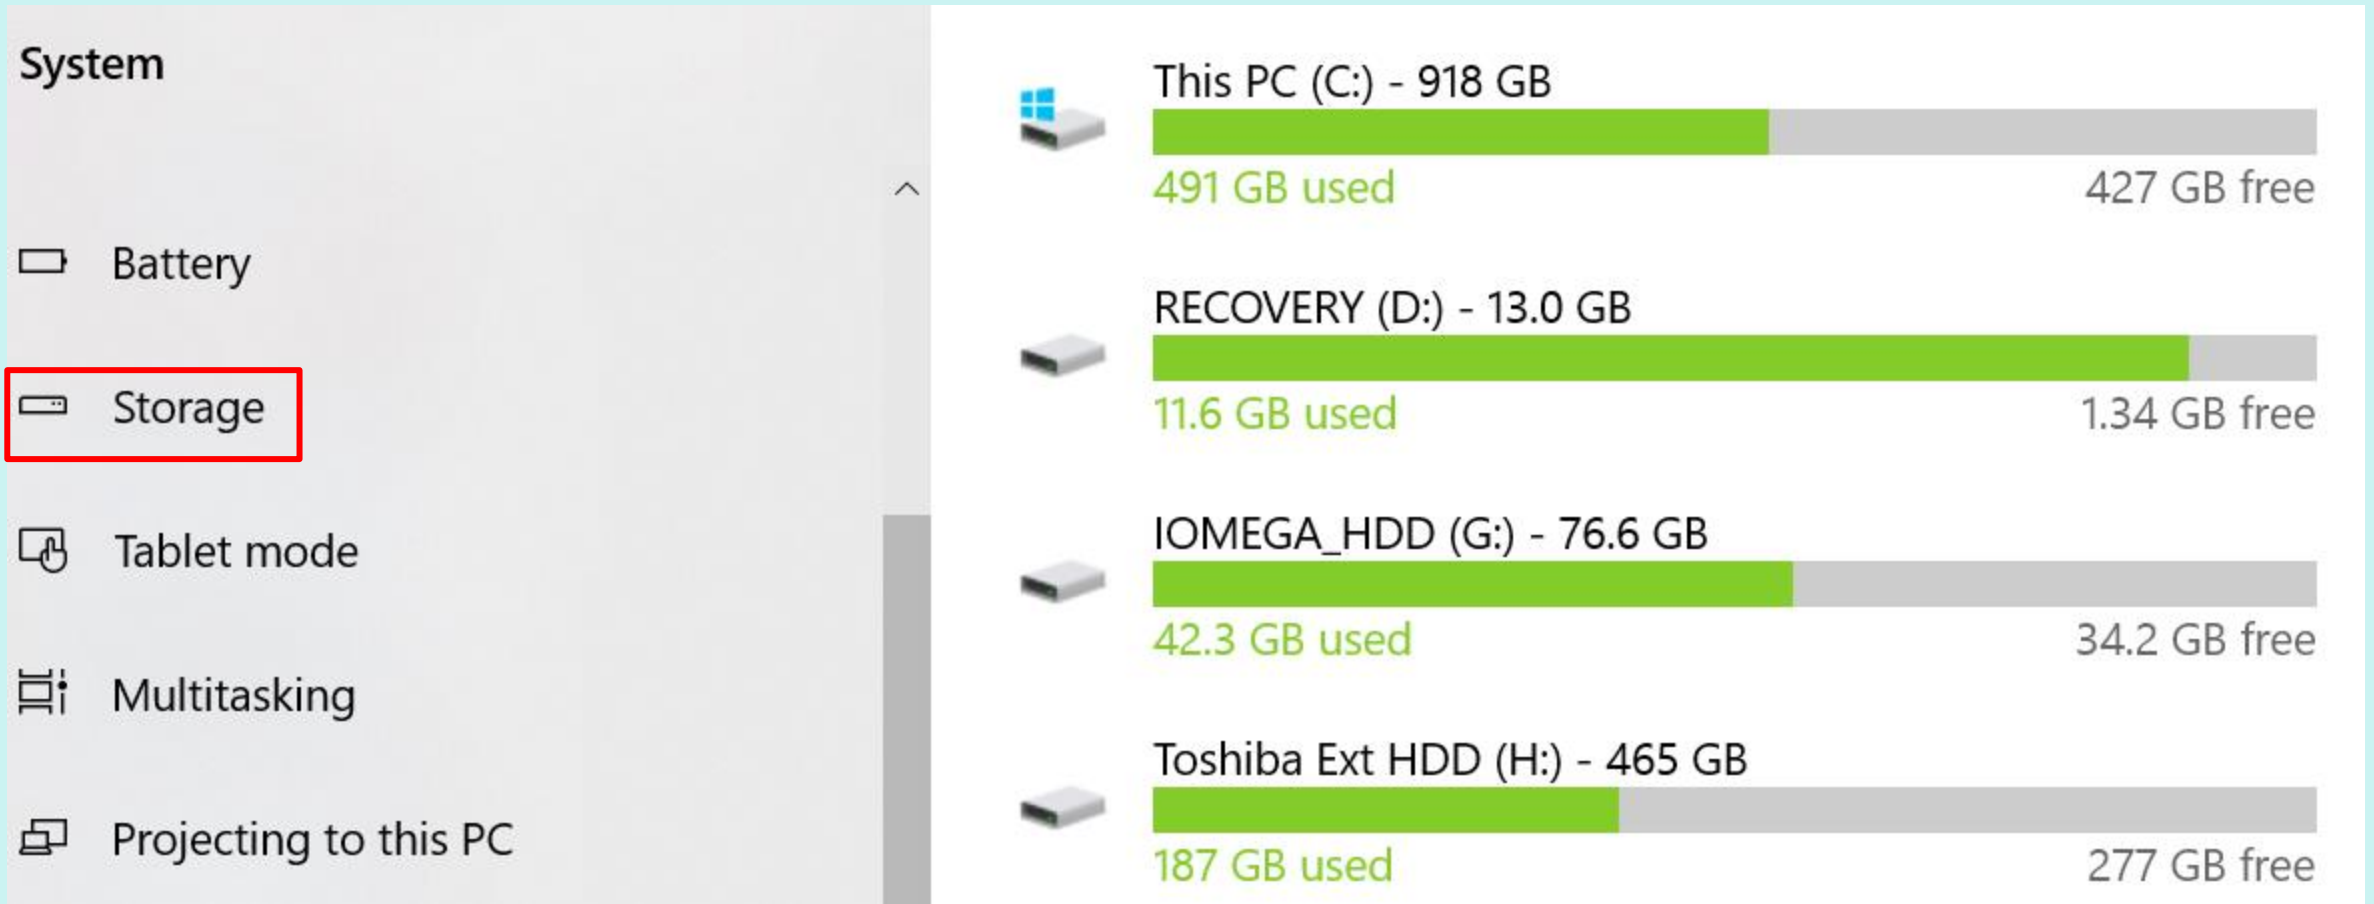 System
Battery
Storage
Tablet mode
Multitasking
Projecting to this PC
This PC (C:) - 918 GB
491 GB used
427 GB free
RECOVERY (D:) - 13.0 GB
11.6 GB used
1.34 GB free
IOMEGA_HDD (G:) - 76.6 GB
42.3 GB used
34.2 GB free
Toshiba Ext HDD (H:) - 465 GB
187 GB used
277 GB free